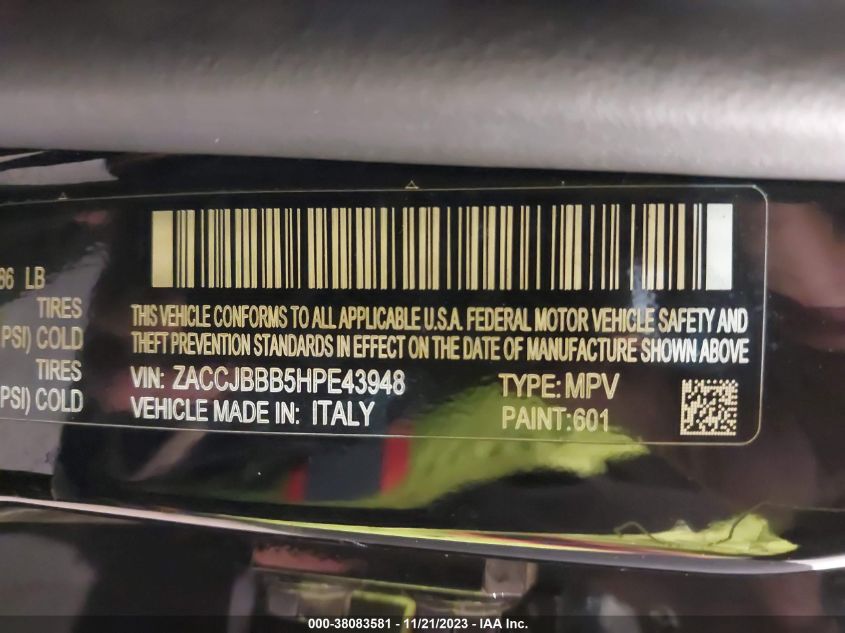 86 LB
TIRES
PSI) COLD
TIRES
PSI) COLD
THIS VEHICLE CONFORMS TO ALL APPLICABLE U.S.A. FEDERAL MOTOR VEHICLE SAFETY AND
THEFT PREVENTION STANDARDS IN EFFECT ON THE DATE OF MANUFACTURE SHOWN ABOVE
VIN: ZACCJBBB5HPE43948 TYPE: MPV
VEHICLE MADE IN: ITALY PAINT:601
000-38083581 - 11/21/2023 - IAA Inc.